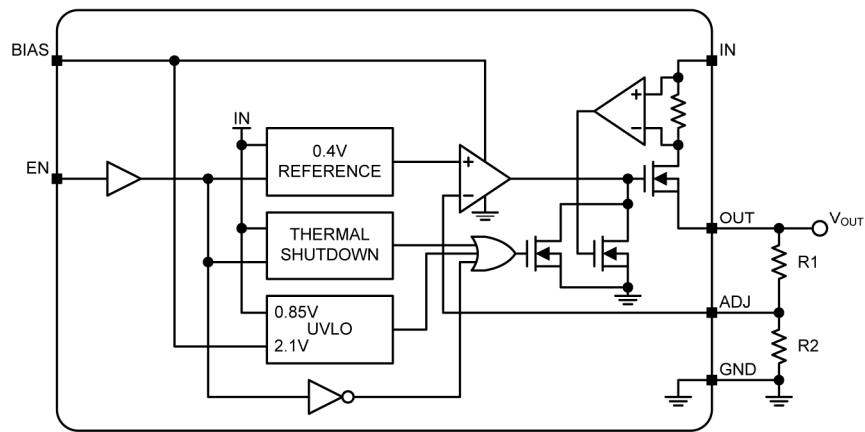 BIAS
IN
IN
0.4V
REFERENCE
+
−
+
−
EN
THERMAL
SHUTDOWN
OUT
V_OUT
R1
0.85V
UVLO
2.1V
ADJ
R2
GND